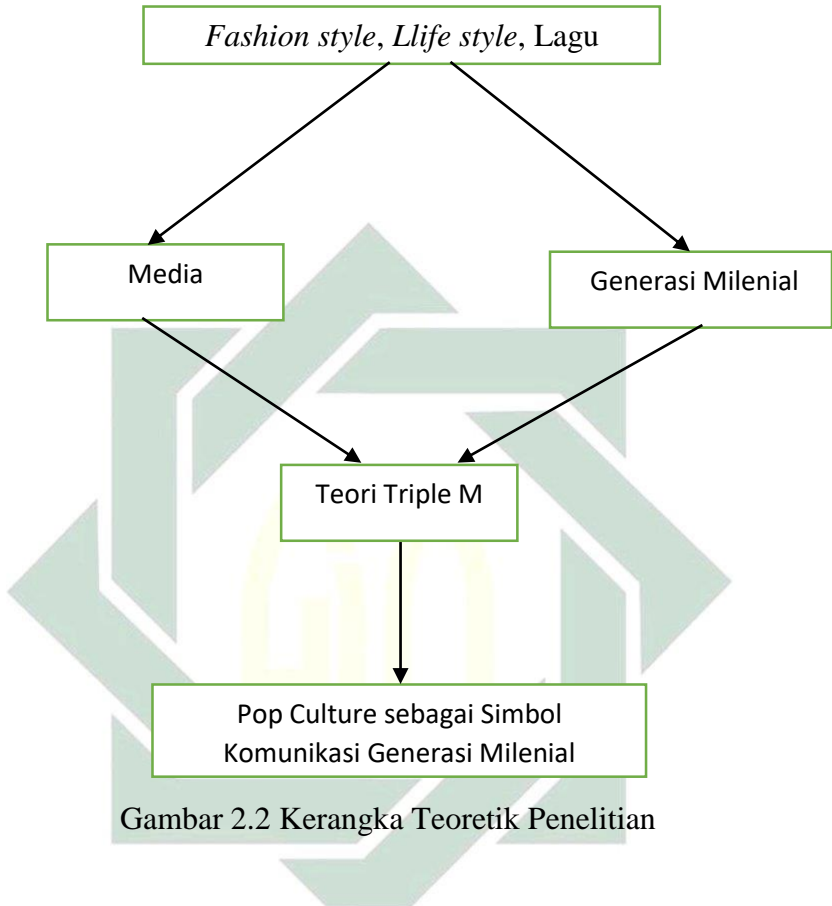 Fashion style, Llife style, Lagu
Media
Generasi Milenial
Teori Triple M
Pop Culture sebagai Simbol
Komunikasi Generasi Milenial
Gambar 2.2 Kerangka Teoretik Penelitian